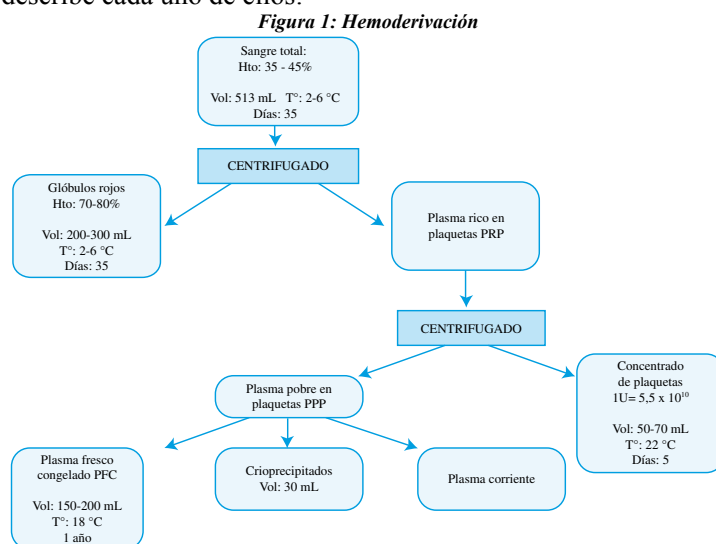 describe cada uno de ellos.
Figura 1: Hemoderivación
Sangre total:
Hto: 35 - 45%
Vol: 513 mL T°: 2-6 °C
Días: 35
CENTRIFUGADO
Glóbulos rojos
Hto: 70-80%
Vol: 200-300 mL
T°: 2-6 °C
Días: 35
Plasma rico en
plaquetas PRP
CENTRIFUGADO
Plasma pobre en
plaquetas PPP
Concentrado
de plaquetas
1U= 5,5 x 10¹⁰
Vol: 50-70 mL
T°: 22 °C
Días: 5
Plasma fresco
congelado PFC
Vol: 150-200 mL
T°: 18 °C
1 año
Crioprecipitados
Vol: 30 mL
Plasma corriente